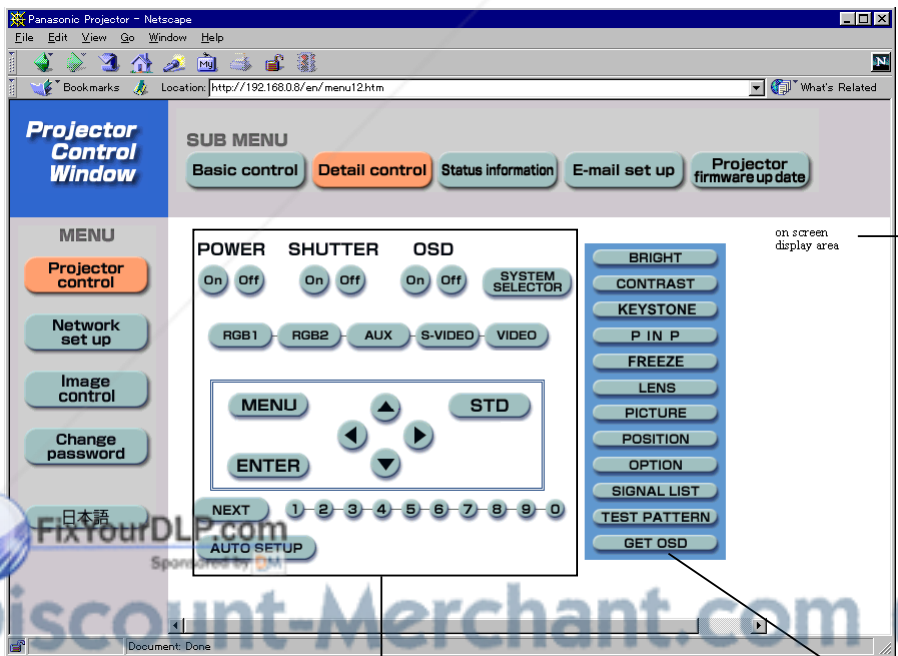 Panasonic Projector - Netscape
File Edit View Go Window Help
My
N
Bookmarks Location: http://192.168.0.8/en/menu12.htm What's Related
Projector
Control
Window
SUB MENU
Basic control Detail control Status information E-mail set up Projector firmware up date
MENU
Projector control
Network set up
Image control
Change password
日本語
POWER SHUTTER OSD
On Off On Off On Off SYSTEM SELECTOR
RGB1 RGB2 AUX S-VIDEO VIDEO
MENU STD
ENTER
NEXT 1 2 3 4 5 6 7 8 9 0
AUTO SETUP
BRIGHT
CONTRAST
KEYSTONE
P IN P
FREEZE
LENS
PICTURE
POSITION
OPTION
SIGNAL LIST
TEST PATTERN
GET OSD
on screen
display area
FixYourDLP.com
Sponsored by DM
iscount-Merchant.com
Document: Done